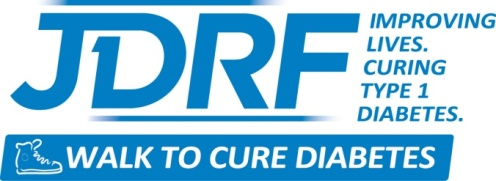 JDRF
IMPROVING
LIVES.
CURING
TYPE 1
DIABETES.
WALK TO CURE DIABETES